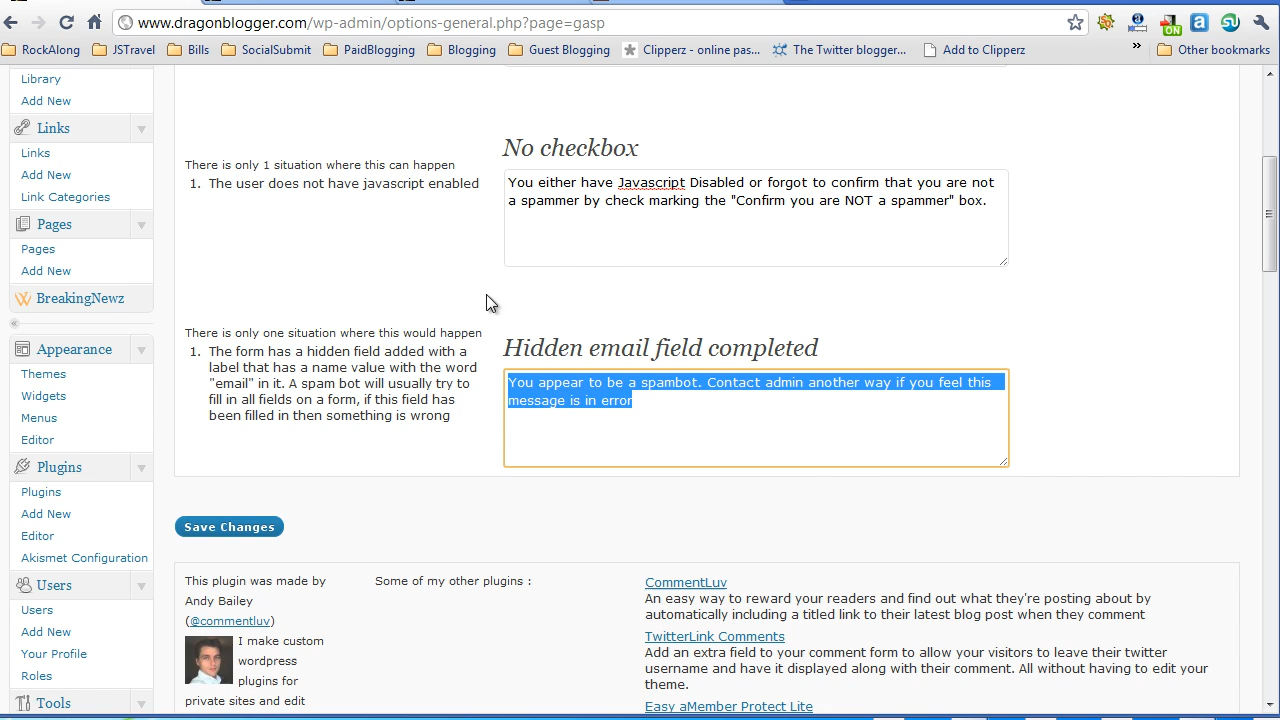 www.dragonblogger.com/wp-admin/options-general.php?page=gasp
ON
RockAlong JSTravel Bills SocialSubmit PaidBlogging Blogging Guest Blogging Clipperz - online pas... The Twitter blogger... Add to Clipperz » Other bookmarks
Library
Add New
Links
Links
Add New
Link Categories
Pages
Pages
Add New
BreakingNewz
Appearance
Themes
Widgets
Menus
Editor
Plugins
Plugins
Add New
Editor
Akismet Configuration
Users
Users
Add New
Your Profile
Roles
Tools
There is only 1 situation where this can happen
1. The user does not have javascript enabled
No checkbox
You either have Javascript Disabled or forgot to confirm that you are not
a spammer by check marking the "Confirm you are NOT a spammer" box.
There is only one situation where this would happen
1. The form has a hidden field added with a
label that has a name value with the word
"email" in it. A spam bot will usually try to
fill in all fields on a form, if this field has
been filled in then something is wrong
Hidden email field completed
You appear to be a spambot. Contact admin another way if you feel this
message is in error
Save Changes
This plugin was made by
Andy Bailey
(@commentluv)
I make custom
wordpress
plugins for
private sites and edit
Some of my other plugins :
CommentLuv
An easy way to reward your readers and find out what they're posting about by
automatically including a titled link to their latest blog post when they comment
TwitterLink Comments
Add an extra field to your comment form to allow your visitors to leave their twitter
username and have it displayed along with their comment. All without having to edit your
theme.
Easy aMember Protect Lite